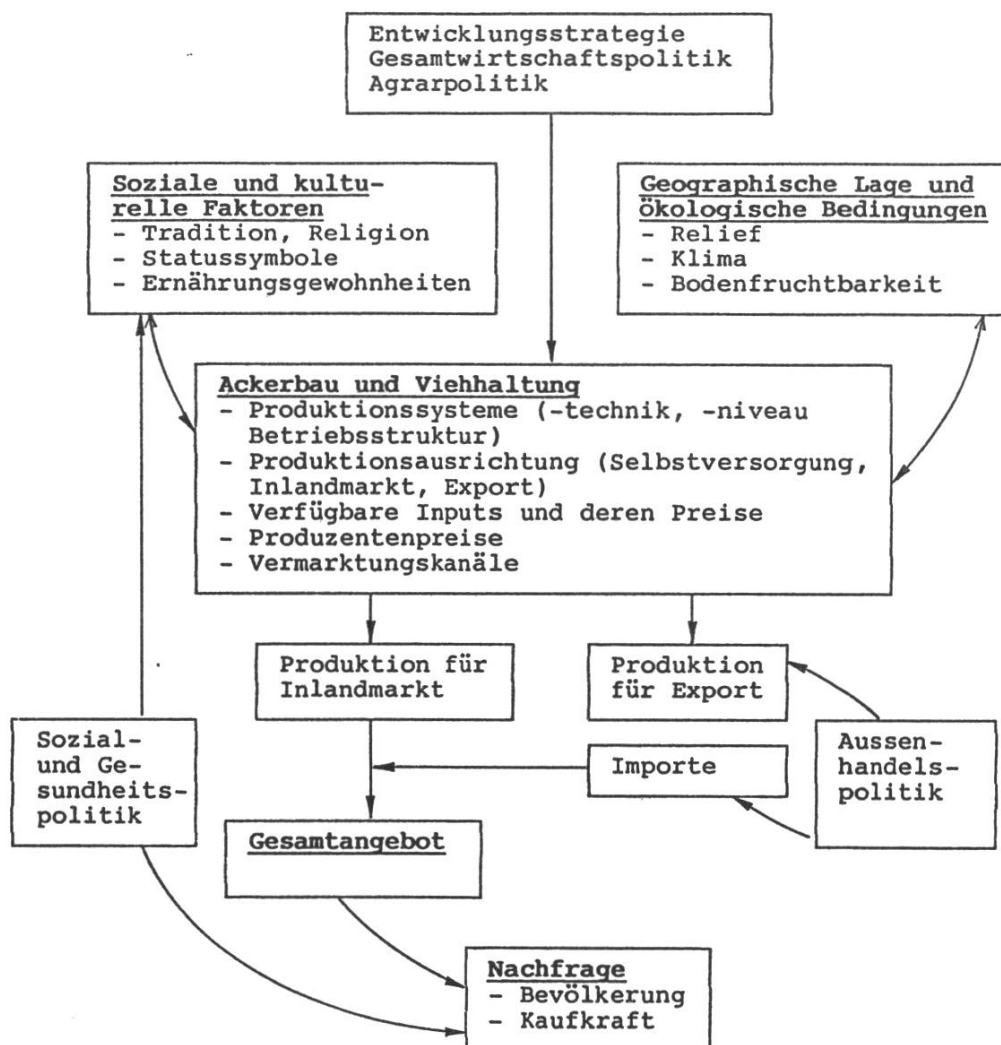 Entwicklungsstrategie
Gesamtwirtschaftspolitik
Agrarpolitik
Soziale und kultu-
relle Faktoren
- Tradition, Religion
- Statussymbole
- Ernährungsgewohnheiten
Geographische Lage und
ökologische Bedingungen
- Relief
- Klima
- Bodenfruchtbarkeit
Ackerbau und Viehhaltung
- Produktionssysteme (-technik, -niveau
Betriebsstruktur)
- Produktionsausrichtung (Selbstversorgung,
Inlandmarkt, Export)
- Verfügbare Inputs und deren Preise
- Produzentenpreise
- Vermarktungskanäle
Produktion für
Inlandmarkt
Produktion
für Export
Sozial-
und Ge-
sundheits-
politik
Importe
Aussen-
handels-
politik
Gesamtangebot
Nachfrage
- Bevölkerung
- Kaufkraft